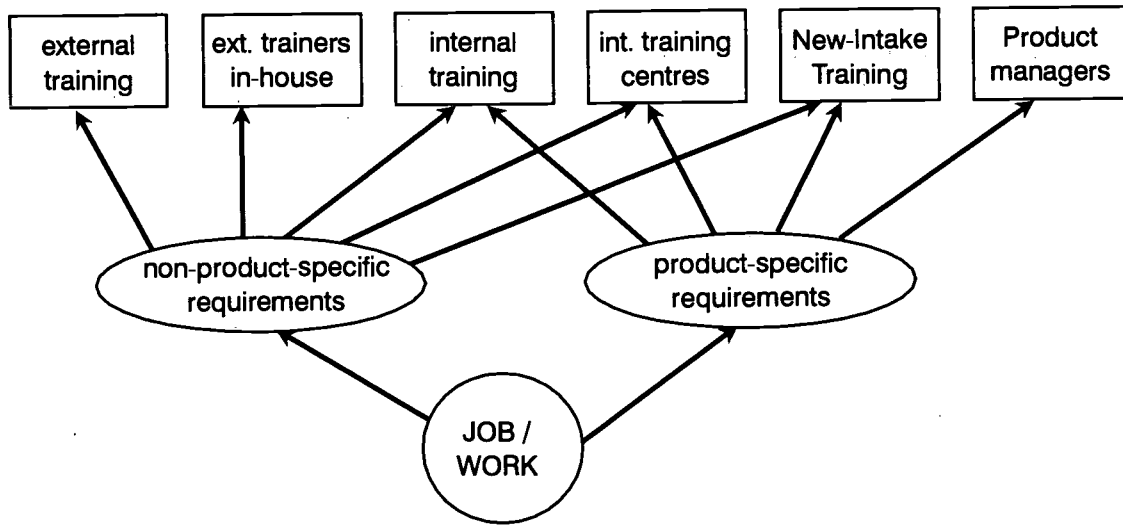 external
training
ext. trainers
in-house
internal
training
int. training
centres
New-Intake
Training
Product
managers
non-product-specific
requirements
product-specific
requirements
JOB /
WORK